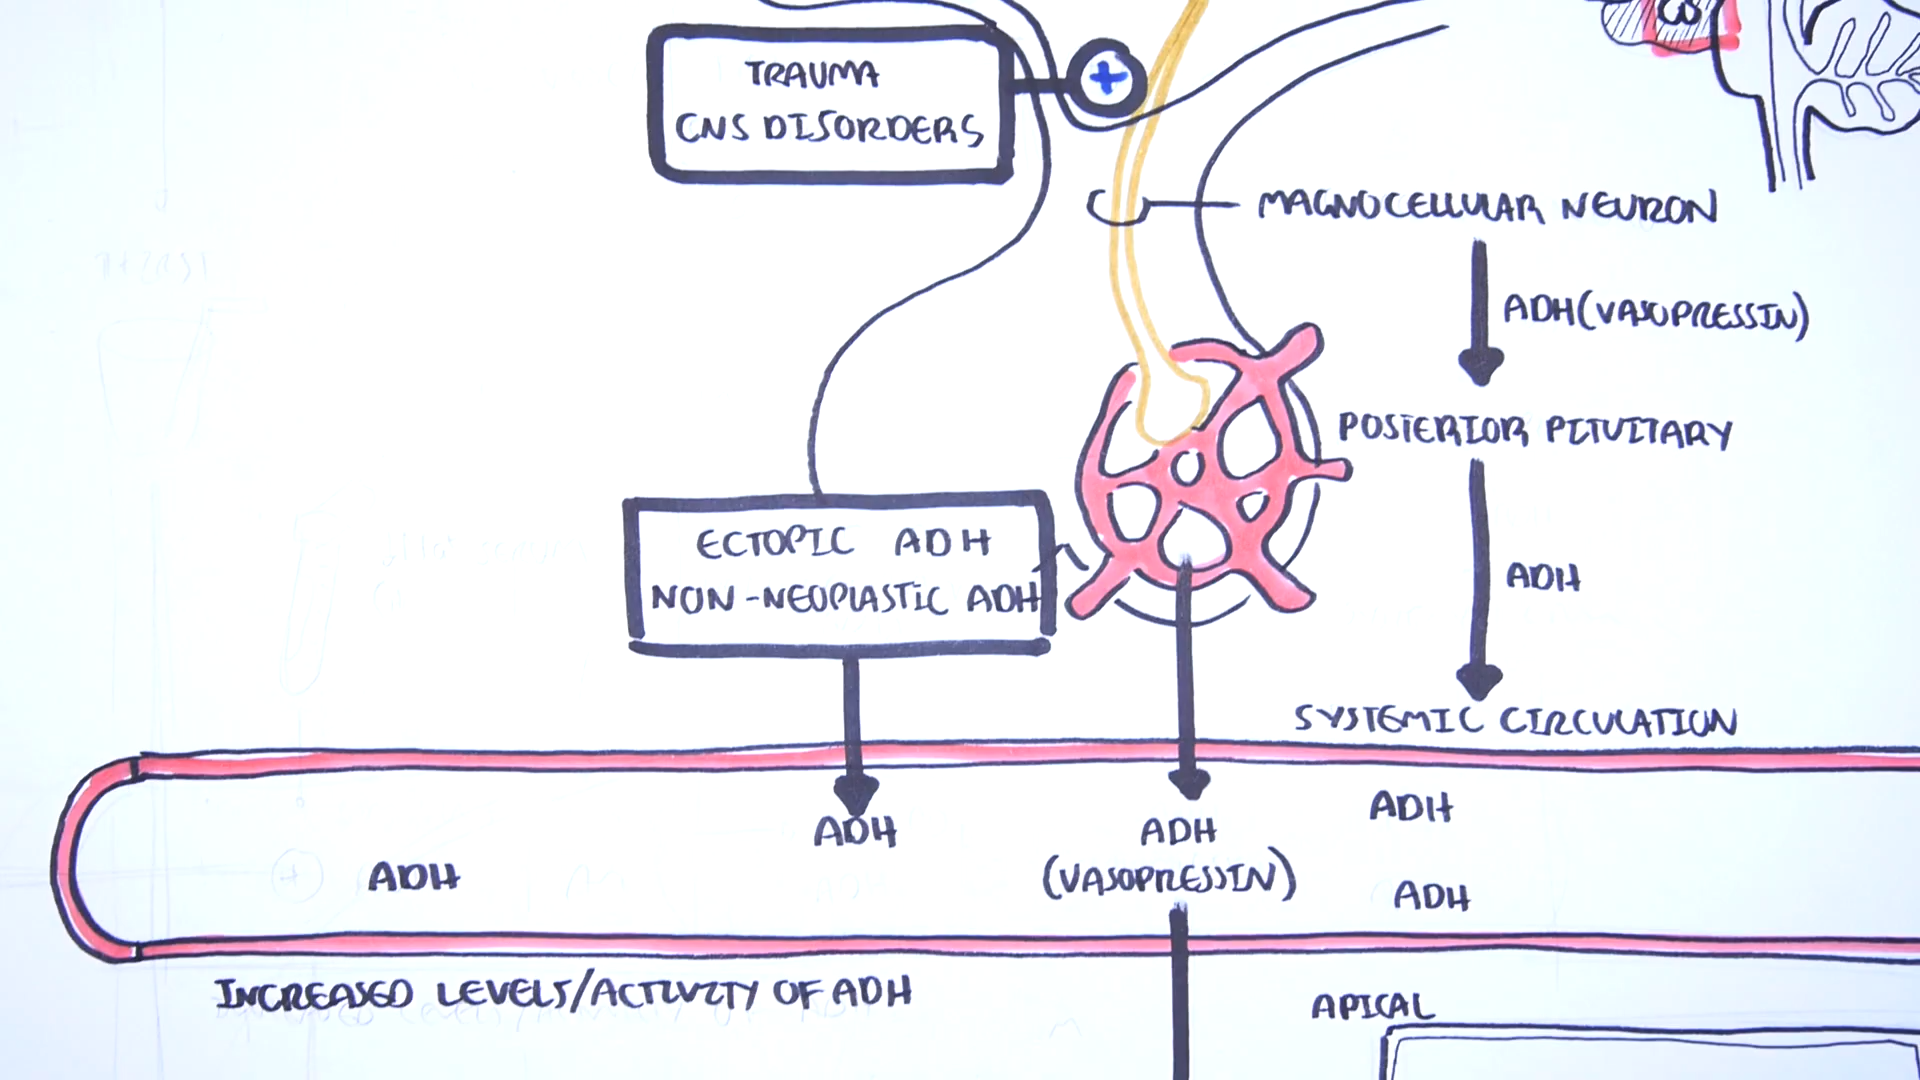 TRAUMA
CNS DISORDERS
+
MAGNOCELLULAR NEURON
ADH(VASOPRESSIN)
POSTERIOR PITUITARY
ECTOPIC ADH
NON-NEOPLASTIC ADH
ADH
SYSTEMIC CIRCULATION
ADH
ADH
ADH
(VASOPRESSIN)
ADH
ADH
INCREASED LEVELS/ACTIVITY OF ADH
APICAL